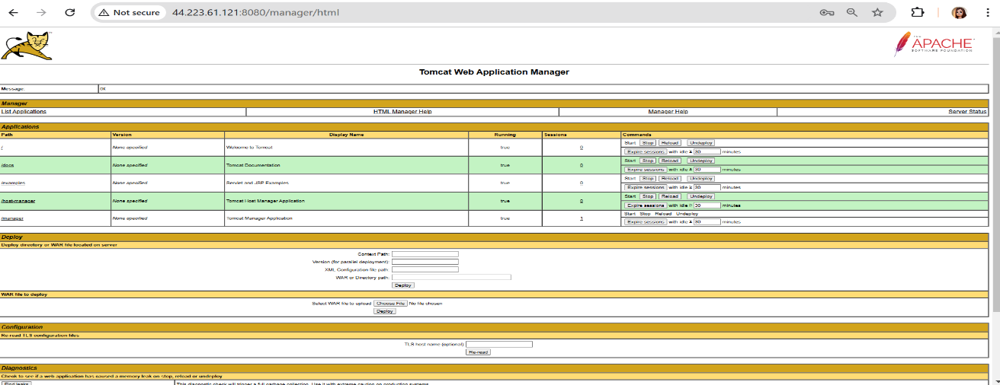 Not secure 44.223.61.121:8080/manager/html
THE
APACHE
SOFTWARE FOUNDATION
Tomcat Web Application Manager
Message: OK
Manager
List Applications HTML Manager Help Manager Help Server Status
Applications
Path Version Display Name Running Sessions Commands
/ None specified Welcome to Tomcat true 0 Start Stop Reload Undeploy
Expire sessions with idle ≥ 30 minutes
/docs None specified Tomcat Documentation true 0 Start Stop Reload Undeploy
Expire sessions with idle ≥ 30 minutes
/examples None specified Servlet and JSP Examples true 0 Start Stop Reload Undeploy
Expire sessions with idle ≥ 30 minutes
/host-manager None specified Tomcat Host Manager Application true 0 Start Stop Reload Undeploy
Expire sessions with idle ≥ 30 minutes
/manager None specified Tomcat Manager Application true 1 Start Stop Reload Undeploy
Expire sessions with idle ≥ 30 minutes
Deploy
Deploy directory or WAR file located on server
Context Path:
Version (for parallel deployment):
XML Configuration file path:
WAR or Directory path:
Deploy
WAR file to deploy
Select WAR file to upload Choose File No file chosen
Deploy
Configuration
Re-read TLS configuration files
TLS host name (optional)
Re-read
Diagnostics
Check to see if a web application has caused a memory leak on stop, reload or undeploy
Find leaks This diagnostic check will trigger a full garbage collection. Use it with extreme caution on production systems.